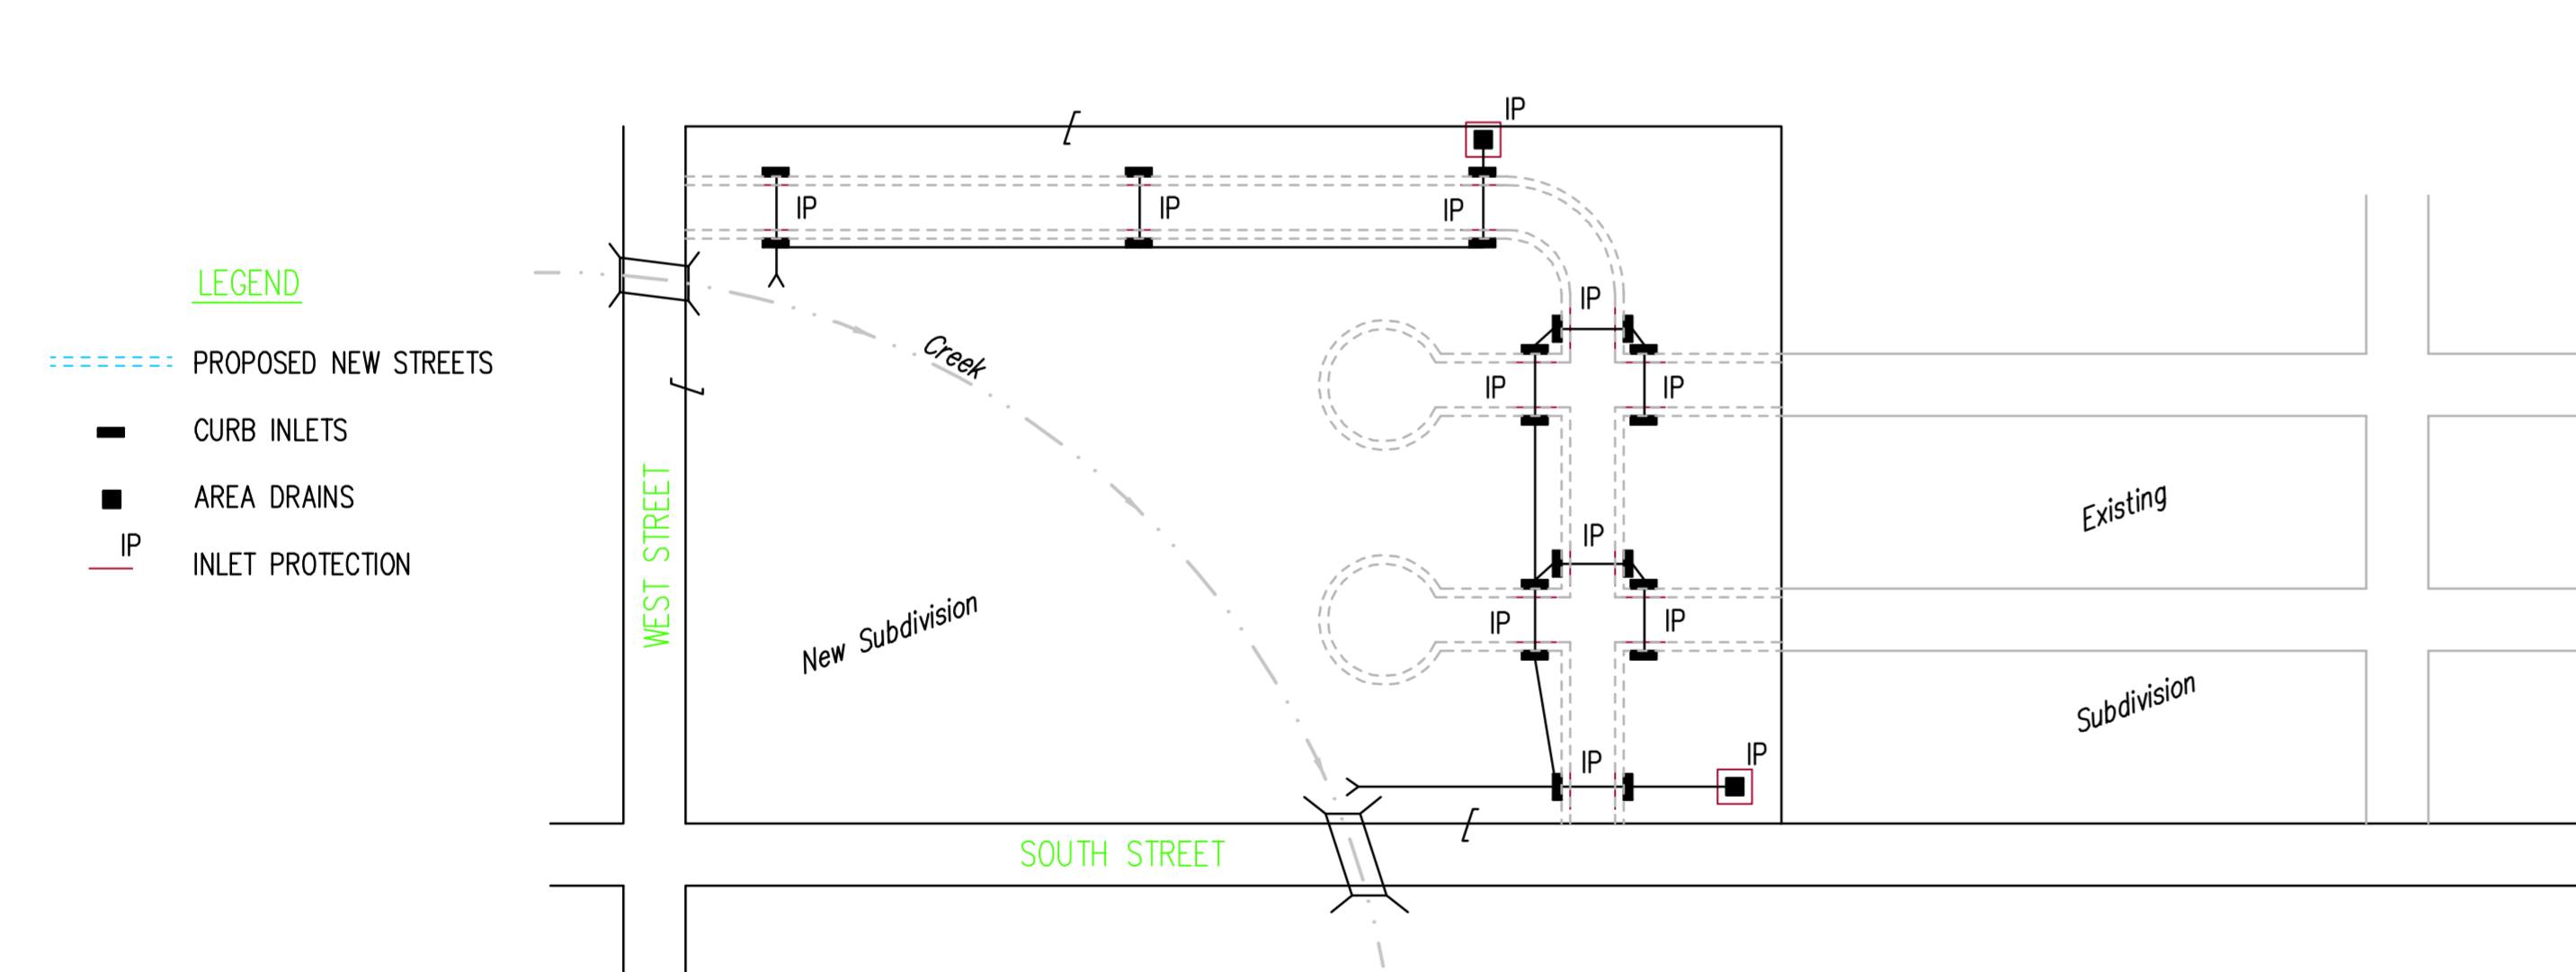 IP
IP
IP
IP
LEGEND
IP
PROPOSED NEW STREETS
Creek
IP
IP
CURB INLETS
AREA DRAINS
Existing
IP
IP
INLET PROTECTION
WEST STREET
New Subdivision
IP
IP
Subdivision
IP
IP
SOUTH STREET